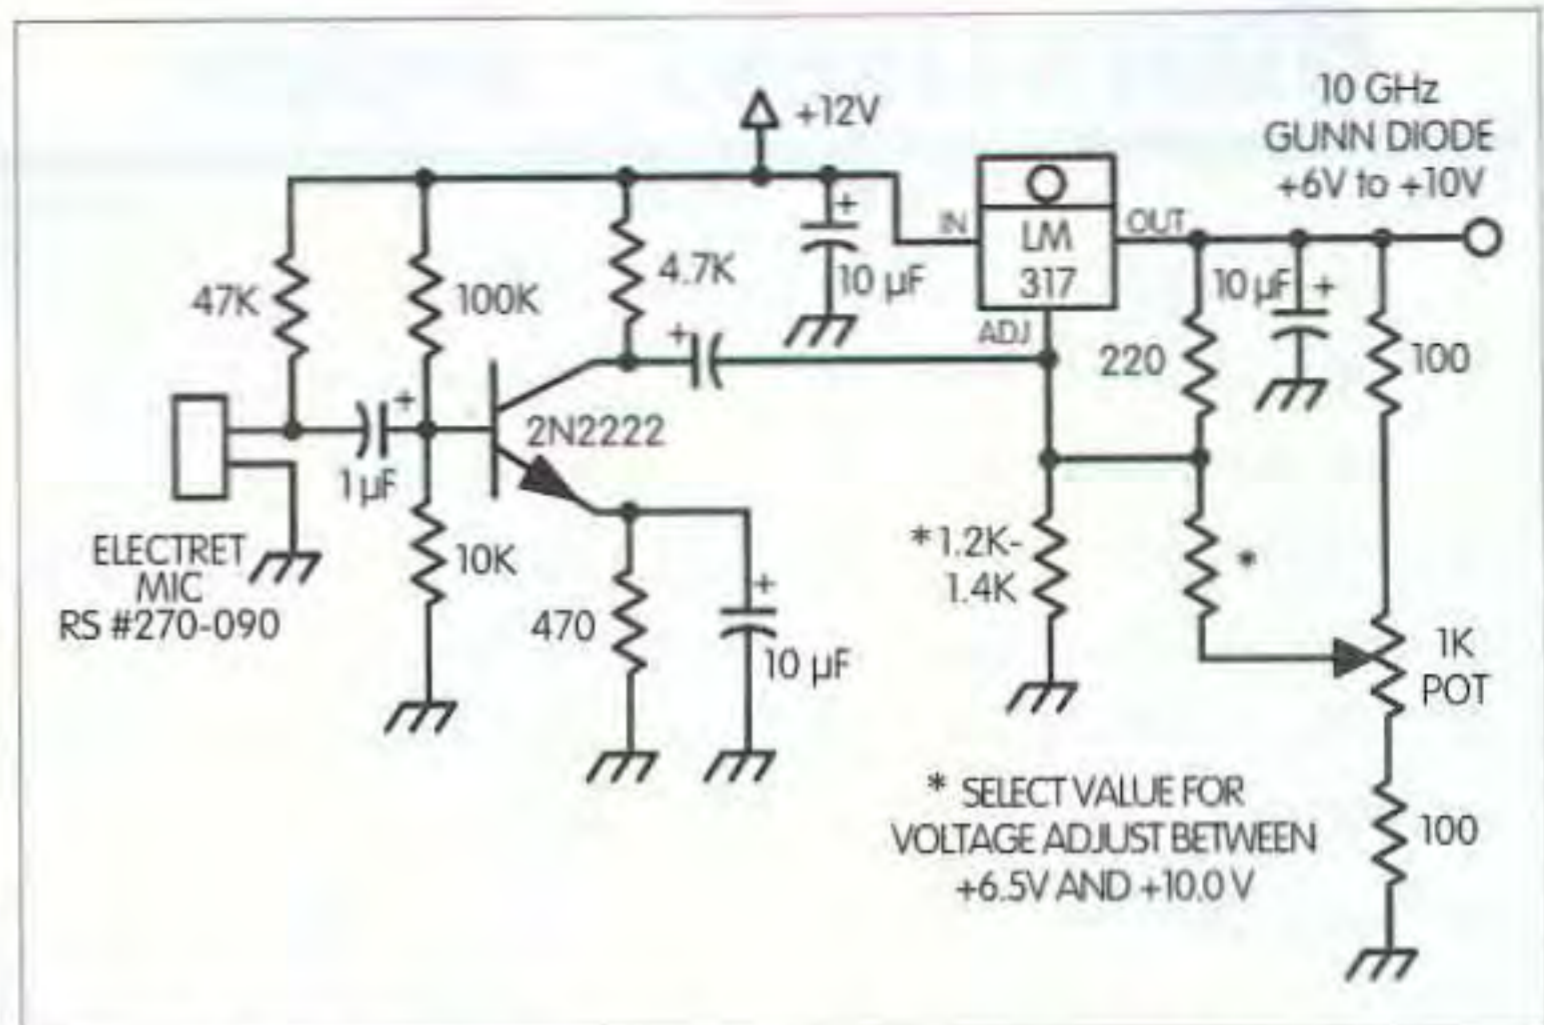 +12V
10 GHz
GUNN DIODE
+6V to +10V
47K
100K
4.7K
+
10 µF
IN
LM
317
OUT
ADJ
+
220
10 µF
+
100
+
1 µF
2N2222
ELECTRET
MIC
RS #270-090
10K
470
+
10 µF
*1.2K-
1.4K
*
1K
POT
* SELECT VALUE FOR
VOLTAGE ADJUST BETWEEN
+6.5V AND +10.0 V
100